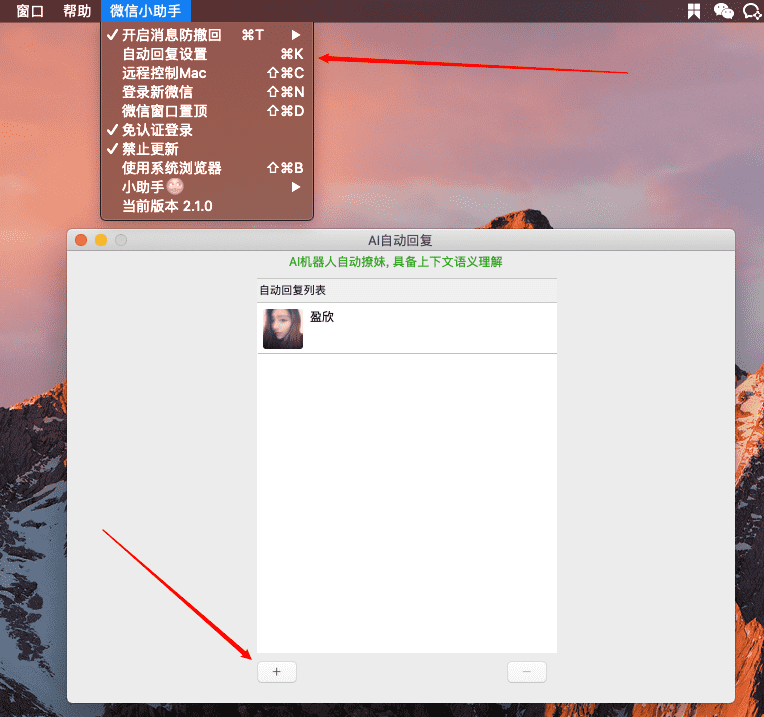 窗口 帮助 微信小助手
✓ 开启消息防撤回 ⌘T ▶
自动回复设置 ⌘K
远程控制Mac ⇧⌘C
登录新微信 ⇧⌘N
微信窗口置顶 ⇧⌘D
✓ 免认证登录
✓ 禁止更新
使用系统浏览器 ⇧⌘B
小助手 ▶
当前版本 2.1.0
AI自动回复
AI机器人自动撩妹, 具备上下文语义理解
自动回复列表
盈欣
+ −